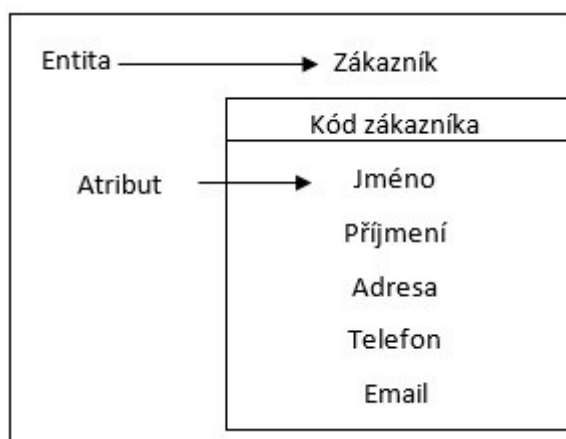 Entita Zákazník
Kód zákazníka
Atribut Jméno
Příjmení
Adresa
Telefon
Email